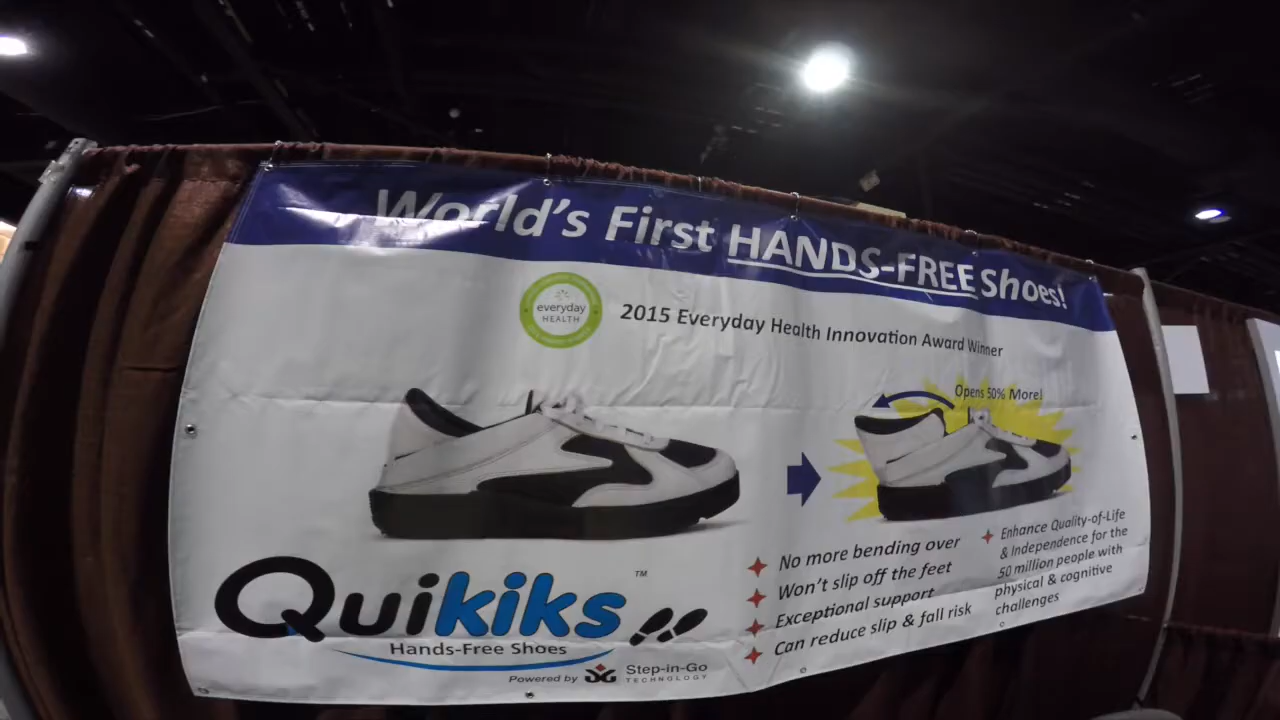 World's First HANDS-FREE Shoes!
everyday
HEALTH
2015 Everyday Health Innovation Award Winner
Opens 50% More!
No more bending over
Won't slip off the feet
Exceptional support
Can reduce slip & fall risk
Enhance Quality-of-Life
& Independence for the
50 million people with
physical & cognitive
challenges
Quikiks™
Hands-Free Shoes
Powered by Step-in-Go
TECHNOLOGY